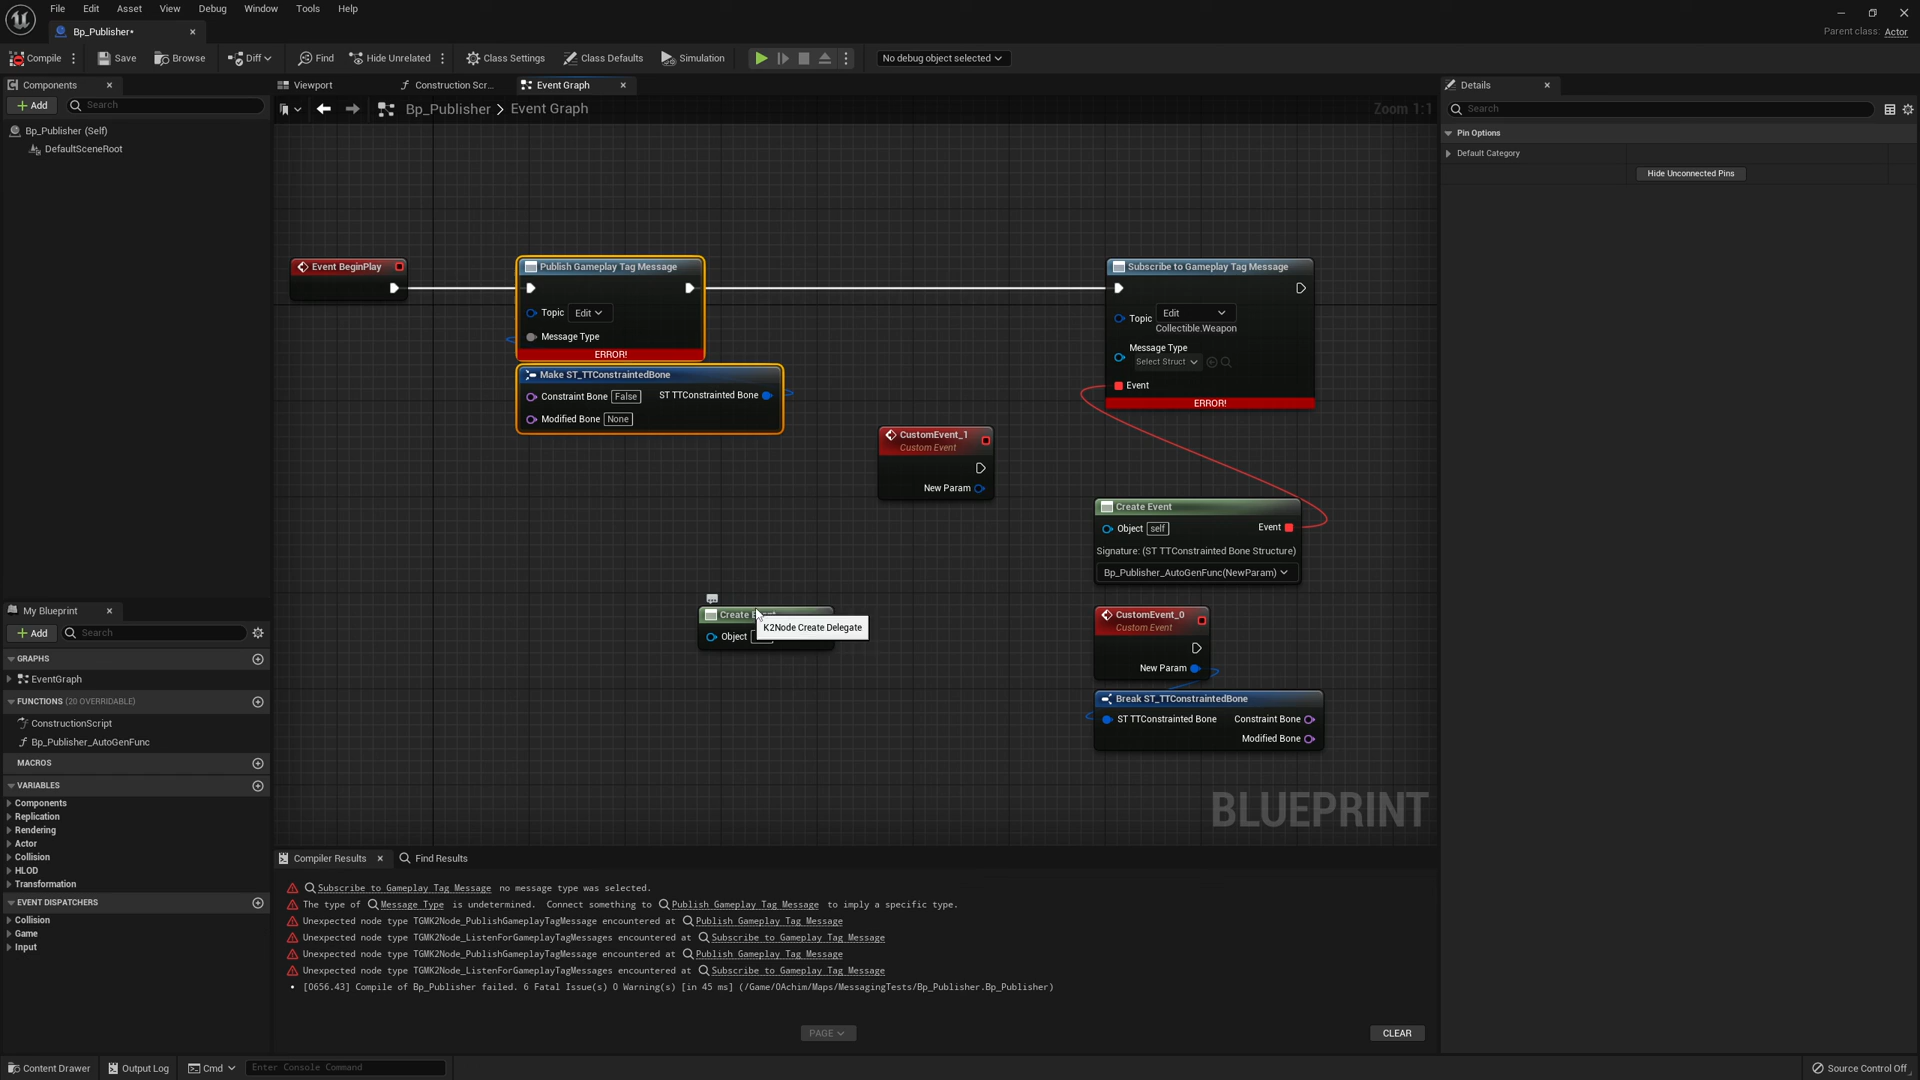 File Edit Asset View Debug Window Tools Help
Bp_Publisher*
Parent class: Actor
Compile Save Browse Diff Find Hide Unrelated Class Settings Class Defaults Simulation No debug object selected
Components
Add Search
Bp_Publisher (Self)
DefaultSceneRoot
Viewport Construction Scr... Event Graph
Bp_Publisher > Event Graph
Zoom 1:1
Event BeginPlay
Publish Gameplay Tag Message
Topic Edit
Message Type
ERROR!
Make ST_TTConstraintedBone
Constraint Bone False ST TTConstrainted Bone
Modified Bone None
Subscribe to Gameplay Tag Message
Topic Edit
Collectible.Weapon
Message Type
Select Struct
Event
ERROR!
CustomEvent_1
Custom Event
New Param
Create Event
Object self Event
Signature: (ST TTConstrainted Bone Structure)
Bp_Publisher_AutoGenFunc(NewParam)
Create
Object
K2Node Create Delegate
CustomEvent_0
Custom Event
New Param
Break ST_TTConstraintedBone
ST TTConstrainted Bone Constraint Bone
Modified Bone
BLUEPRINT
Details
Search
Pin Options
Default Category
Hide Unconnected Pins
My Blueprint
Add Search
GRAPHS
EventGraph
FUNCTIONS (20 OVERRIDABLE)
ConstructionScript
Bp_Publisher_AutoGenFunc
MACROS
VARIABLES
Components
Replication
Rendering
Actor
Collision
HLOD
Transformation
EVENT DISPATCHERS
Collision
Game
Input
Compiler Results Find Results
Subscribe to Gameplay Tag Message no message type was selected.
The type of Message Type is undetermined. Connect something to Publish Gameplay Tag Message to imply a specific type.
Unexpected node type TGMK2Node_PublishGameplayTagMessage encountered at Publish Gameplay Tag Message
Unexpected node type TGMK2Node_ListenForGameplayTagMessages encountered at Subscribe to Gameplay Tag Message
Unexpected node type TGMK2Node_PublishGameplayTagMessage encountered at Publish Gameplay Tag Message
Unexpected node type TGMK2Node_ListenForGameplayTagMessages encountered at Subscribe to Gameplay Tag Message
[0656.43] Compile of Bp_Publisher failed. 6 Fatal Issue(s) 0 Warning(s) [in 45 ms] (/Game/0Achim/Maps/MessagingTests/Bp_Publisher.Bp_Publisher)
PAGE
CLEAR
Content Drawer Output Log Cmd Enter Console Command Source Control Off